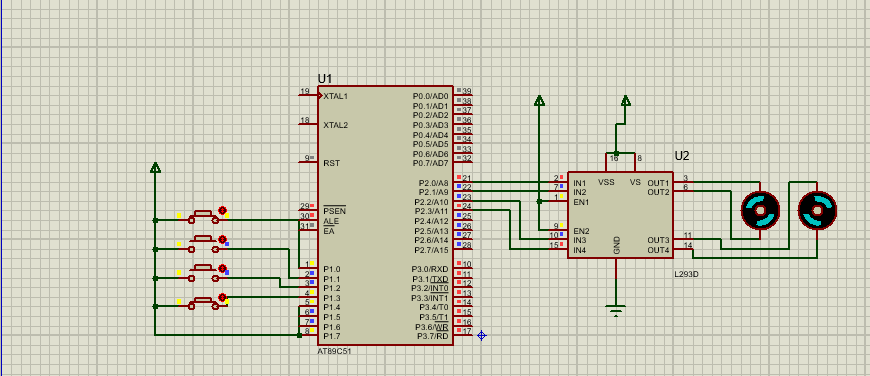 U1
19 XTAL1 P0.0/AD0 39
P0.1/AD1 38
P0.2/AD2 37
18 XTAL2 P0.3/AD3 36
P0.4/AD4 35
P0.5/AD5 34
P0.6/AD6 33
9 RST P0.7/AD7 32
P2.0/A8 21
P2.1/A9 22
P2.2/A10 23
P2.3/A11 24
29 PSEN
30 ALE P2.4/A12 25
31 EA P2.5/A13 26
P2.6/A14 27
P2.7/A15 28
1 P1.0 P3.0/RXD 10
2 P1.1 P3.1/TXD 11
3 P1.2 P3.2/INT0 12
4 P1.3 P3.3/INT1 13
5 P1.4 P3.4/T0 14
6 P1.5 P3.5/T1 15
7 P1.6 P3.6/WR 16
8 P1.7 P3.7/RD 17
AT89C51
U2
16 8
2 IN1 VSS VS OUT1 3
7 IN2 OUT2 6
1 EN1
9 EN2
10 IN3 OUT3 11
15 IN4 GND OUT4 14
L293D